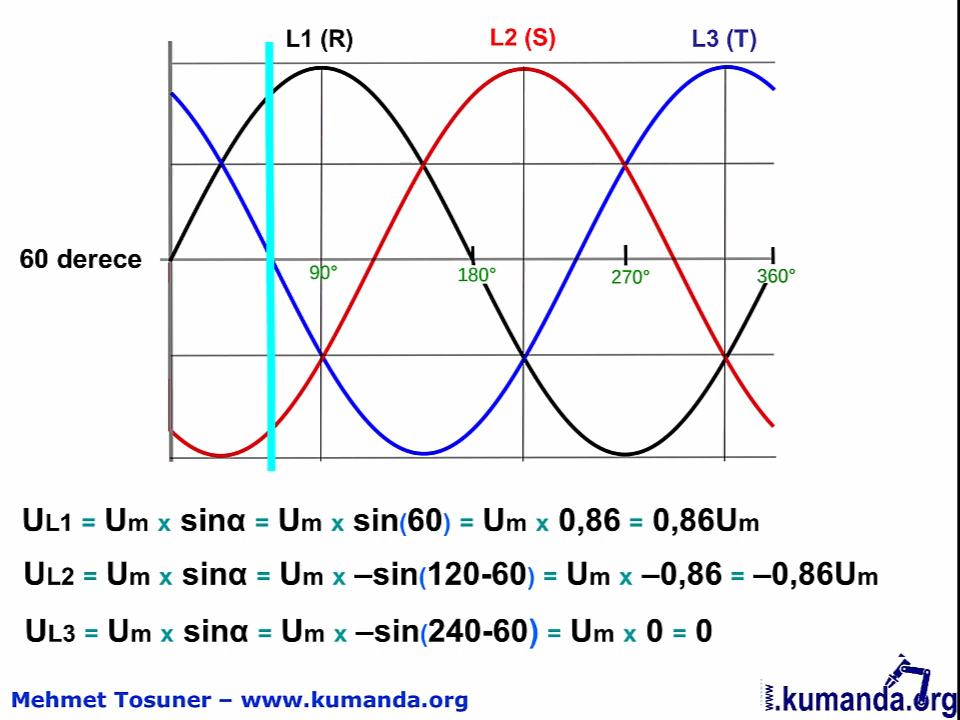 L1 (R) L2 (S) L3 (T)
60 derece
90° 180° 270° 360°
UL1 = Um x sinα = Um x sin(60) = Um x 0,86 = 0,86Um
UL2 = Um x sinα = Um x –sin(120-60) = Um x –0,86 = –0,86Um
UL3 = Um x sinα = Um x –sin(240-60) = Um x 0 = 0
Mehmet Tosuner – www.kumanda.org
www.kumanda.org